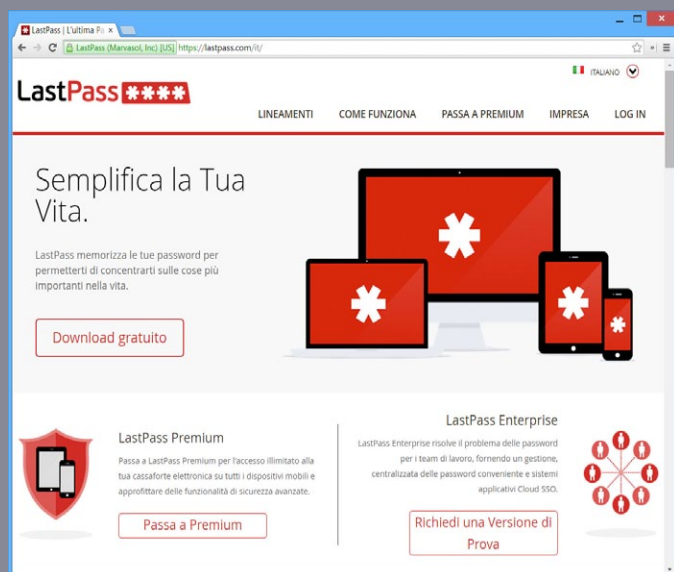 LastPass | L'ultima Pa
LastPass (Marvasol, Inc) [US] https://lastpass.com/it/
ITALIANO
LastPass ****
LINEAMENTI COME FUNZIONA PASSA A PREMIUM IMPRESA LOG IN
Semplifica la Tua
Vita.
LastPass memorizza le tue password per
permetterti di concentrarti sulle cose più
importanti nella vita.
Download gratuito
LastPass Premium
Passa a LastPass Premium per l'accesso illimitato alla
tua cassaforte elettronica su tutti i dispositivi mobili e
approfittare delle funzionalità di sicurezza avanzate.
Passa a Premium
LastPass Enterprise
LastPass Enterprise risolve il problema delle password
per i team di lavoro, fornendo un gestione,
centralizzata delle password conveniente e sistemi
applicativi Cloud SSO.
Richiedi una Versione di
Prova